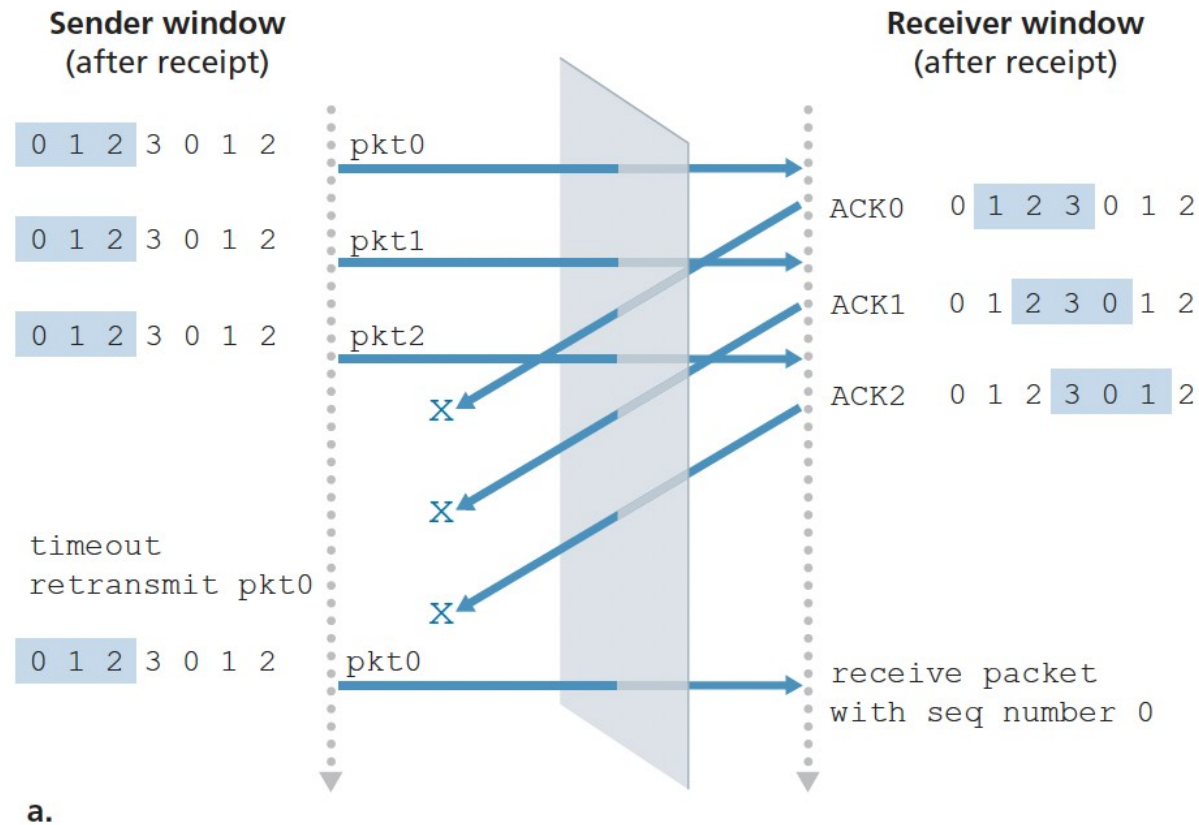 Sender window
(after receipt)
Receiver window
(after receipt)
0 1 2 3 0 1 2
pkt0
ACK0 0 1 2 3 0 1 2
0 1 2 3 0 1 2
pkt1
ACK1 0 1 2 3 0 1 2
0 1 2 3 0 1 2
pkt2
ACK2 0 1 2 3 0 1 2
X
X
timeout
retransmit pkt0
X
0 1 2 3 0 1 2
pkt0
receive packet
with seq number 0
a.